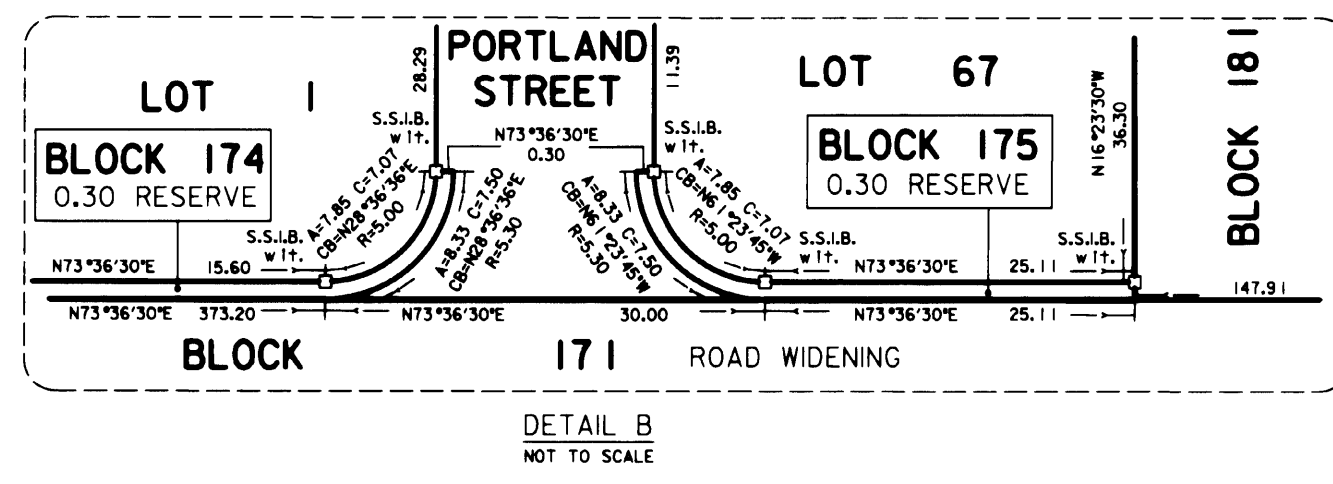 PORTLAND
STREET
LOT 1
28.29
11.39
LOT 67
N16°23'30"W
36.30
BLOCK 181
BLOCK 174
0.30 RESERVE
S.S.I.B.
wit.
N73°36'30"E
0.30
S.S.I.B.
wit.
BLOCK 175
0.30 RESERVE
A=7.85 C=7.07
CB=N28°36'36"E
R=5.00
A=8.33 C=7.50
CB=N28°36'36"E
R=5.30
A=8.33 C=7.50
CB=N61°23'45"W
R=5.30
A=7.85 C=7.07
CB=N61°23'45"W
R=5.00
S.S.I.B.
wit.
S.S.I.B.
wit.
S.S.I.B.
wit.
N73°36'30"E 15.60
N73°36'30"E 25.11
147.91
N73°36'30"E 373.20
N73°36'30"E 30.00
N73°36'30"E 25.11
BLOCK 171 ROAD WIDENING
DETAIL B
NOT TO SCALE